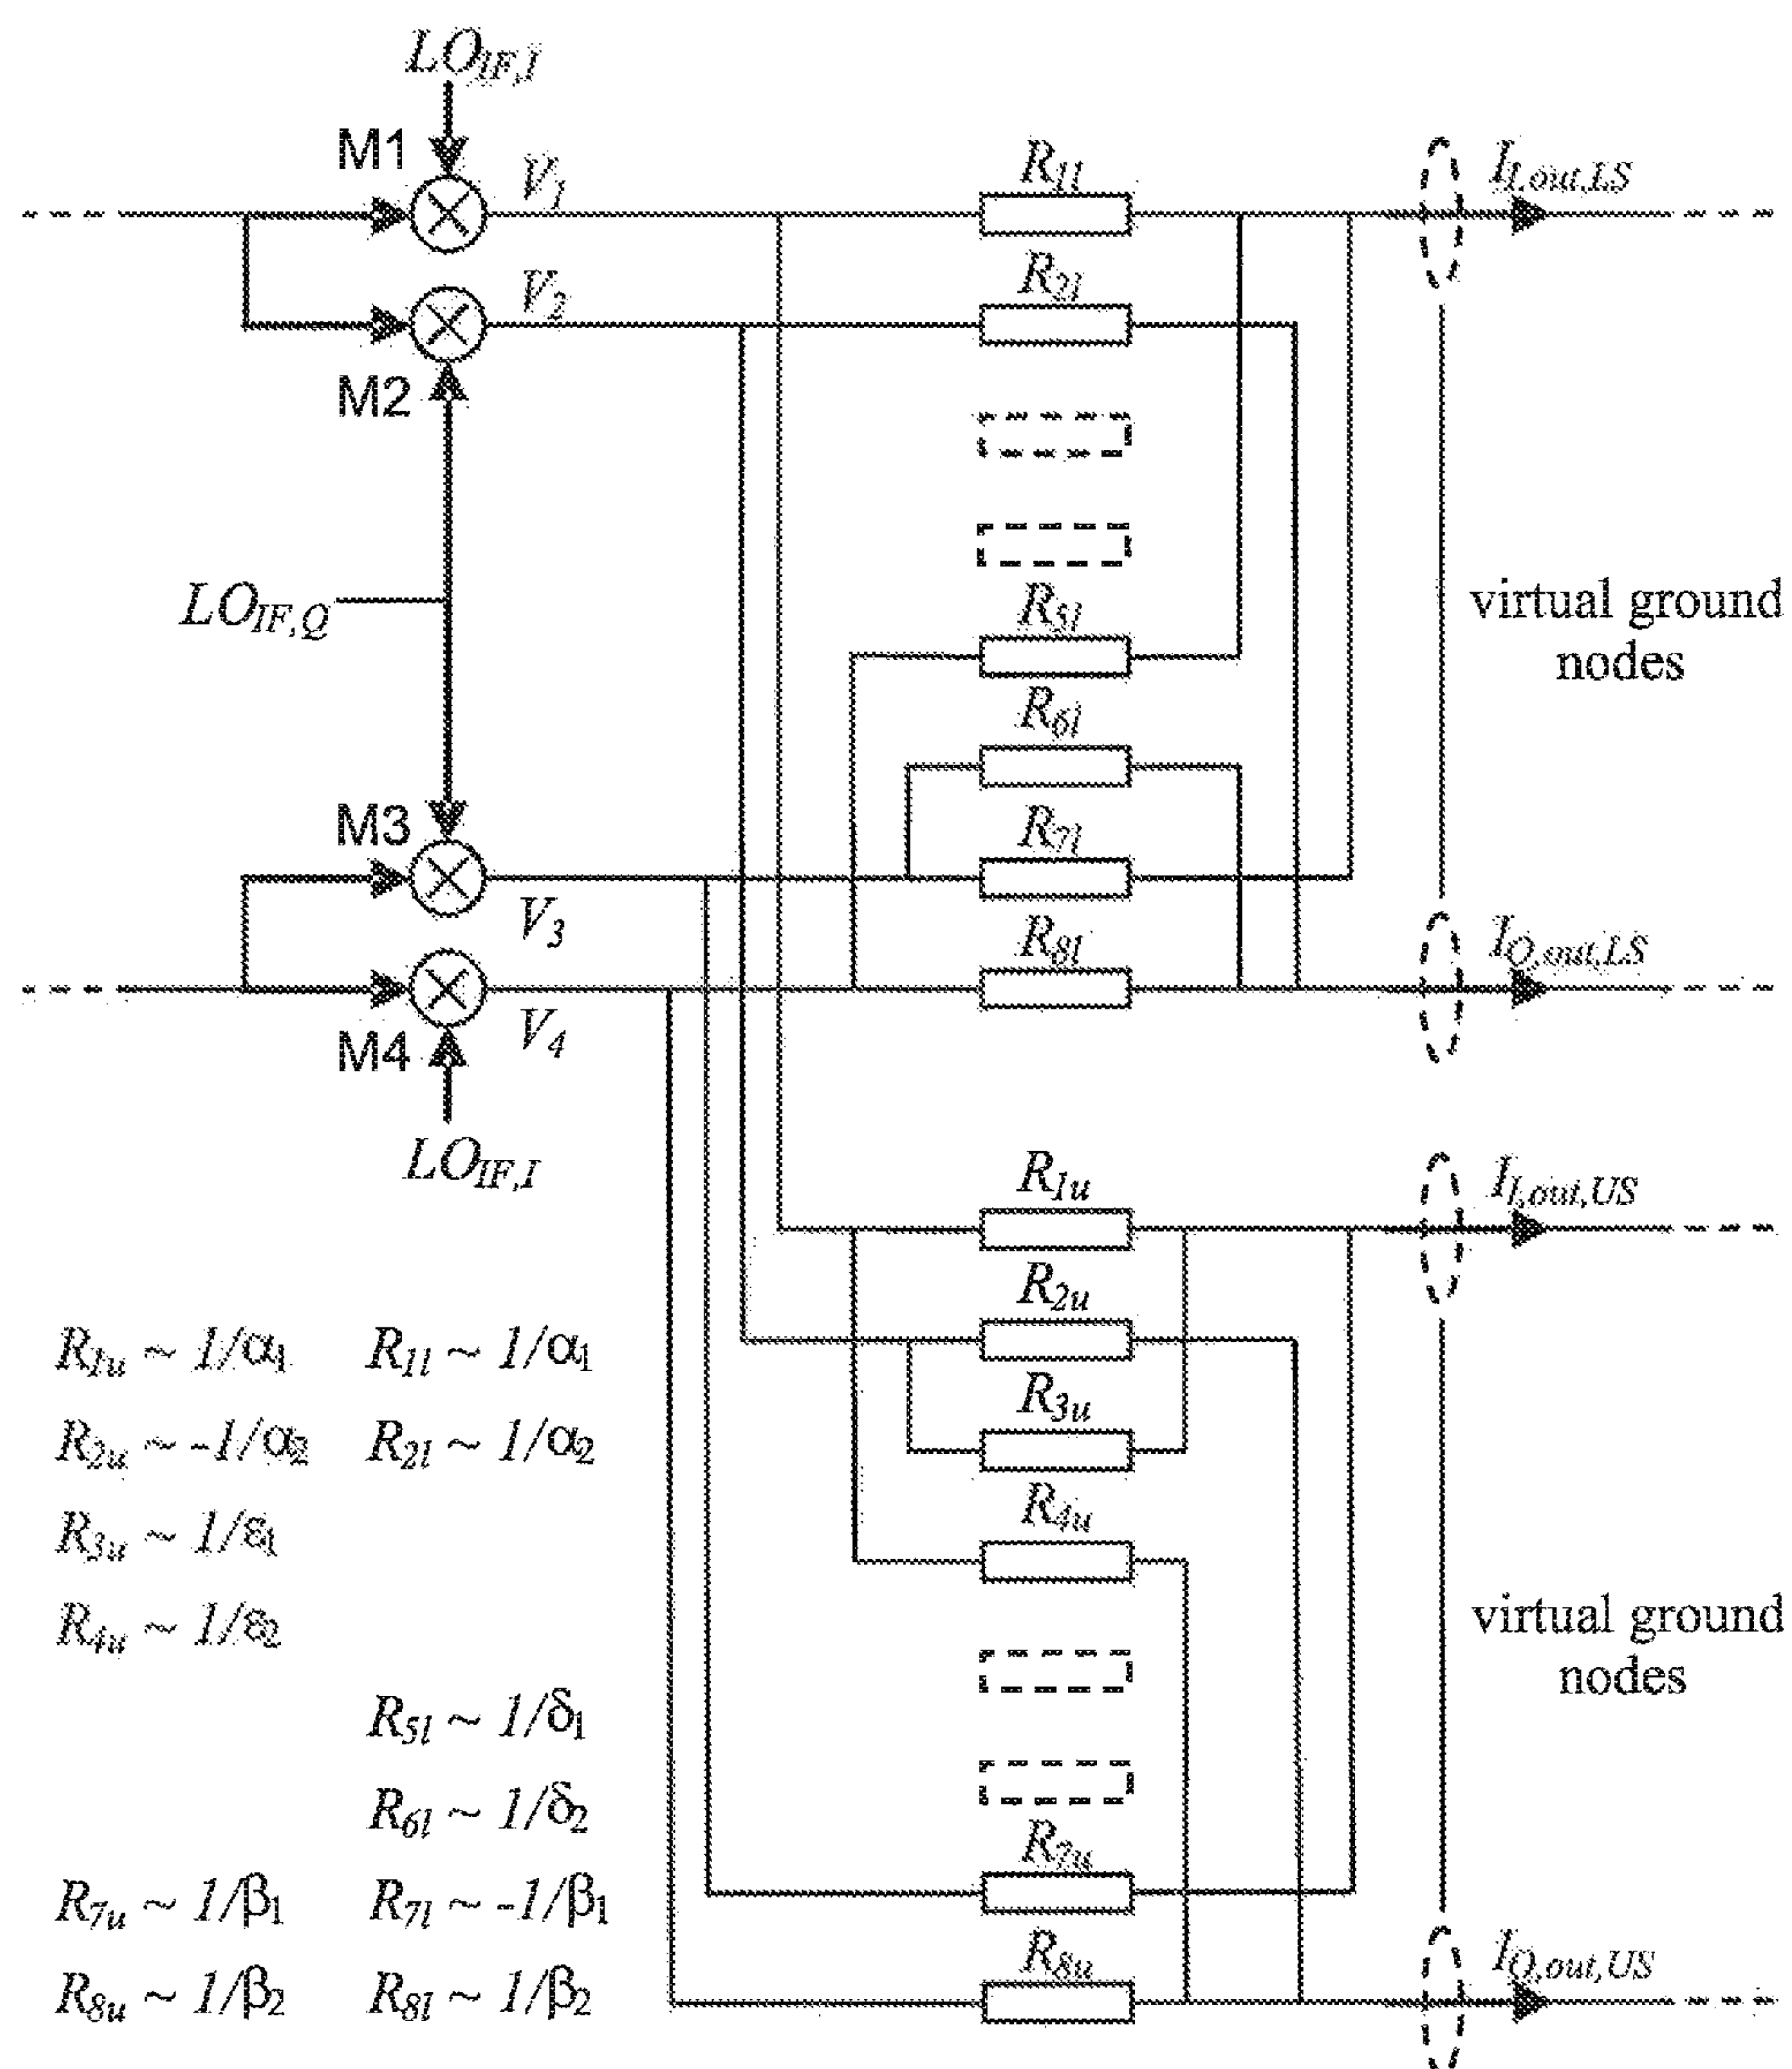 LO_IF,I
M1
V_1
R_1l
I_I,out,LS
V_2
R_2l
M2
LO_IF,Q
R_5l
virtual ground
nodes
R_6l
M3
R_7l
V_3
R_8l
I_Q,out,LS
M4
V_4
LO_IF,I
R_1u
I_I,out,US
R_2u
R_3u
R_4u
virtual ground
nodes
R_7u
R_8u
I_Q,out,US
R_1u ~ 1/α_1 R_1l ~ 1/α_1
R_2u ~ -1/α_2 R_2l ~ 1/α_2
R_3u ~ 1/ε_1
R_4u ~ 1/ε_2
R_5l ~ 1/δ_1
R_6l ~ 1/δ_2
R_7u ~ 1/β_1 R_7l ~ -1/β_1
R_8u ~ 1/β_2 R_8l ~ 1/β_2